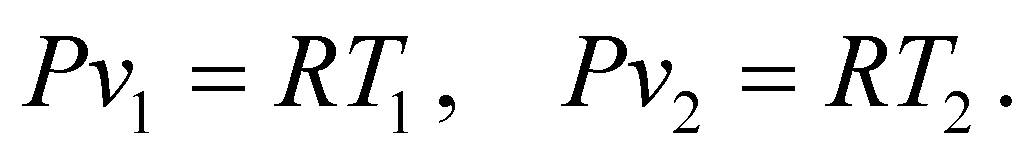 Pv₁ = RT₁, Pv₂ = RT₂.